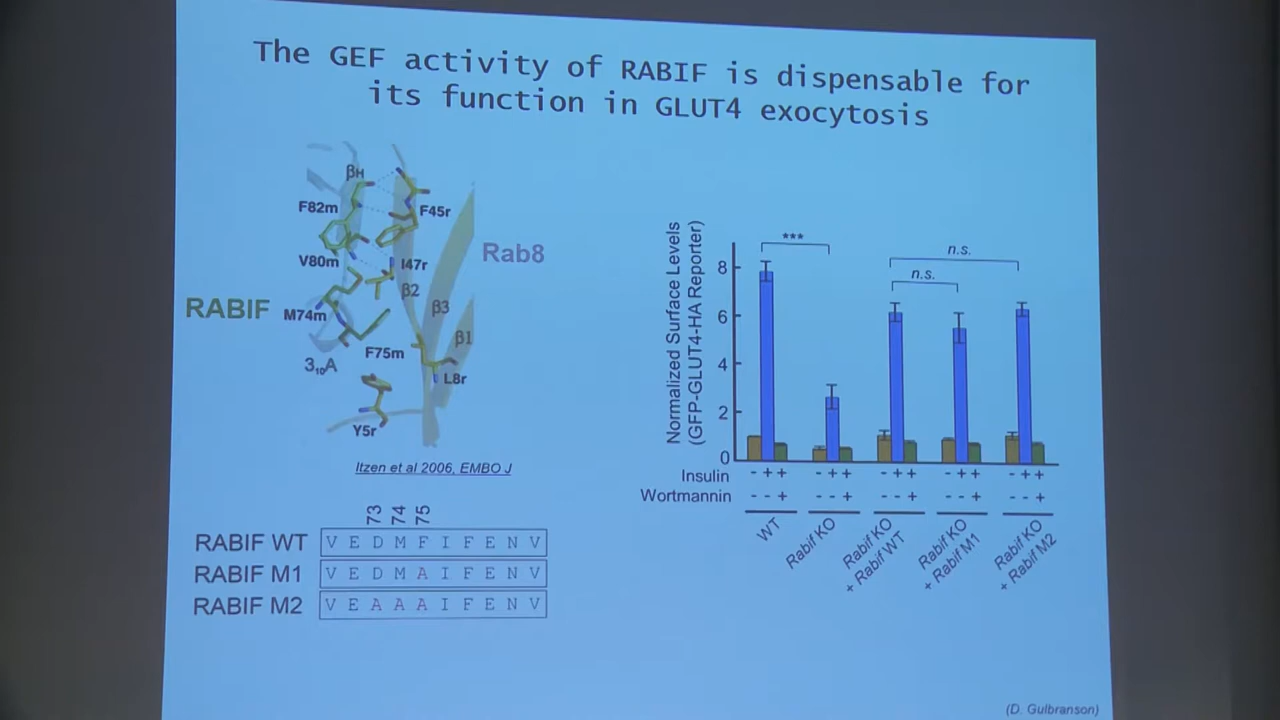 The GEF activity of RABIF is dispensable for
its function in GLUT4 exocytosis
βH
F82m
F45r
V80m
I47r
Rab8
β2
RABIF
M74m
β3
β1
F75m
3₁₀A
L8r
Y5r
Itzen et al 2006, EMBO J
73 74 75
RABIF WT V E D M F I F E N V
RABIF M1 V E D M A I F E N V
RABIF M2 V E A A A I F E N V
Normalized Surface Levels
(GFP-GLUT4-HA Reporter)
8
6
4
2
0
***
n.s.
n.s.
Insulin - + + - + + - + + - + + - + +
Wortmannin - - + - - + - - + - - + - - +
WT
Rabif KO
Rabif KO
+ Rabif WT
Rabif KO
+ Rabif M1
Rabif KO
+ Rabif M2
(D. Gulbranson)